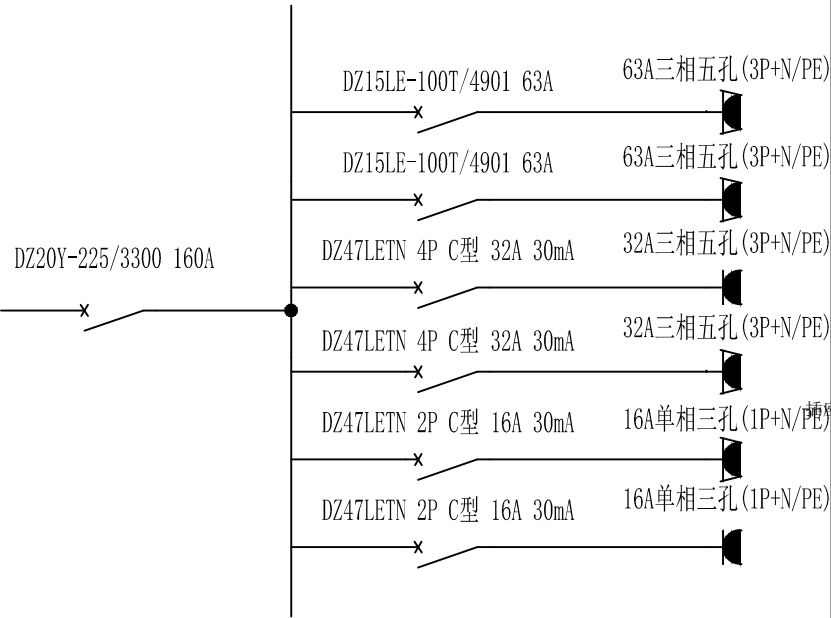 DZ15LE-100T/4901 63A
63A三相五孔(3P+N/PE)
DZ15LE-100T/4901 63A
63A三相五孔(3P+N/PE)
DZ20Y-225/3300 160A
DZ47LETN 4P C型 32A 30mA
32A三相五孔(3P+N/PE)
DZ47LETN 4P C型 32A 30mA
32A三相五孔(3P+N/PE)
DZ47LETN 2P C型 16A 30mA
16A单相三孔(1P+N/PE)
DZ47LETN 2P C型 16A 30mA
16A单相三孔(1P+N/PE)